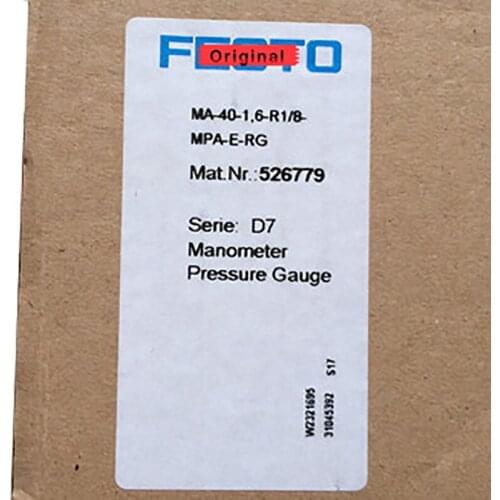 FESTO
Original
MA-40-1,6-R1/8-
MPA-E-RG
Mat.Nr.:526779
Serie: D7
Manometer
Pressure Gauge
W2321695
31045392 S17